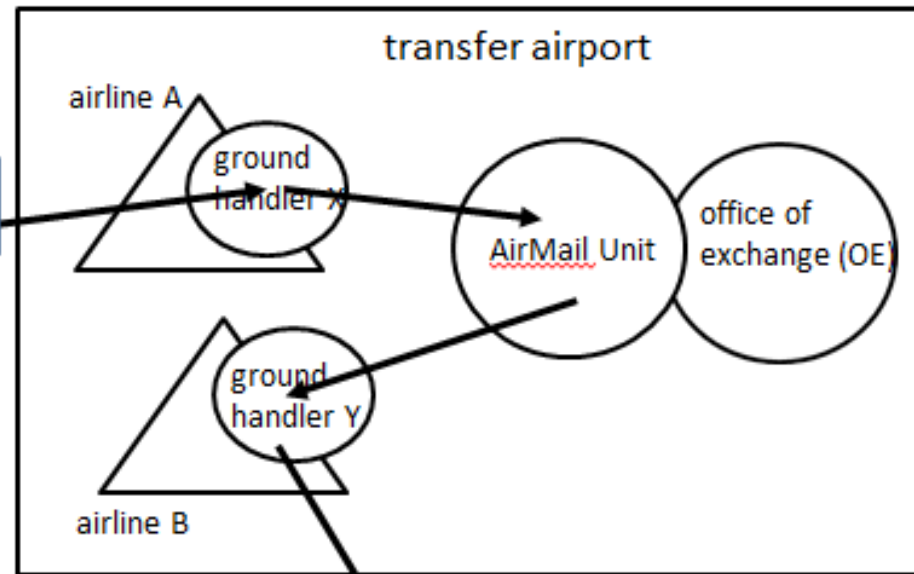 transfer airport
airline A
ground
handler X
AirMail Unit
office of
exchange (OE)
ground
handler Y
airline B